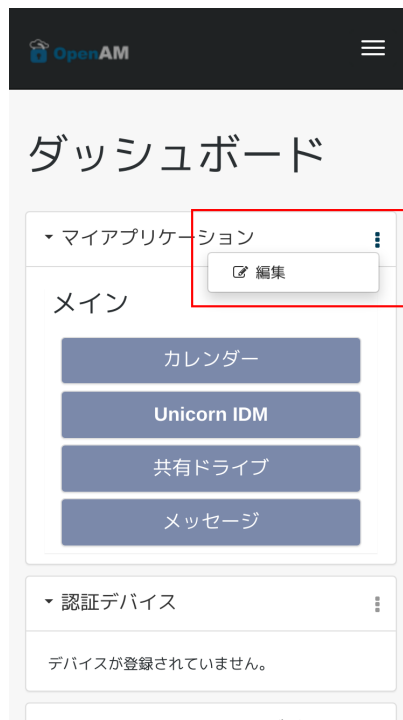 OpenAM
ダッシュボード
マイアプリケーション
編集
メイン
カレンダー
Unicorn IDM
共有ドライブ
メッセージ
認証デバイス
デバイスが登録されていません。